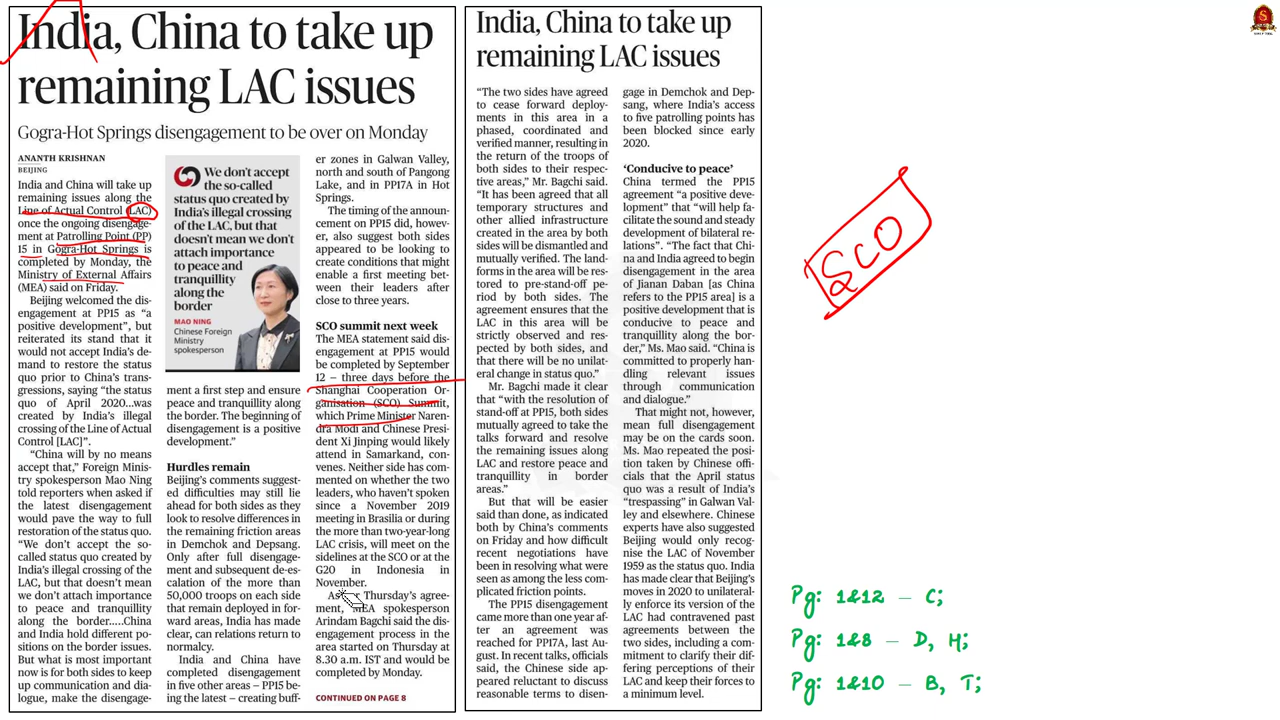 India, China to take up
remaining LAC issues
Gogra-Hot Springs disengagement to be over on Monday
ANANTH KRISHNAN
BEIJING
India and China will take up
remaining issues along the
Line of Actual Control (LAC)
once the ongoing disengage-
ment at Patrolling Point (PP)
15 in Gogra-Hot Springs is
completed by Monday, the
Ministry of External Affairs
(MEA) said on Friday.
Beijing welcomed the dis-
engagement at PP15 as “a
positive development”, but
reiterated its stand that it
would not accept India’s de-
mand to restore the status
quo prior to China’s trans-
gressions, saying “the status
quo of April 2020...was
created by India’s illegal
crossing of the Line of Actual
Control [LAC]”.
“China will by no means
accept that,” Foreign Minis-
try spokesperson Mao Ning
told reporters when asked if
the latest disengagement
would pave the way to full
restoration of the status quo.
“We don’t accept the so-
called status quo created by
India’s illegal crossing of the
LAC, but that doesn’t mean
we don’t attach importance
to peace and tranquillity
along the border.....China
and India hold different po-
sitions on the border issues.
But what is most important
now is for both sides to keep
up communication and dia-
logue, make the disengage-
We don’t accept
the so-called
status quo created by
India’s illegal crossing
of the LAC, but that
doesn’t mean we don’t
attach importance
to peace and
tranquillity
along the
border
MAO NING
Chinese Foreign
Ministry
spokesperson
ment a first step and ensure
peace and tranquility along
the border. The beginning of
disengagement is a positive
development.”
Hurdles remain
Beijing’s comments suggest-
ed difficulties may still lie
ahead for both sides as they
look to resolve differences in
the remaining friction areas
in Demchok and Depsang.
Only after full disengage-
ment and subsequent de-es-
calation of the more than
50,000 troops on each side
that remain deployed in for-
ward areas, India has made
clear, can relations return to
normalcy.
India and China have
completed disengagement
in five other areas – PP15 be-
ing the latest – creating buff-
er zones in Galwan Valley,
north and south of Pangong
Lake, and in PP17A in Hot
Springs.
The timing of the announ-
cement on PP15 did, howev-
er, also suggest both sides
appeared to be looking to
create conditions that might
enable a first meeting bet-
ween their leaders after
close to three years.
SCO summit next week
The MEA statement said dis-
engagement at PP15 would
be completed by September
12 – three days before the
Shanghai Cooperation Or-
ganisation (SCO) Summit,
which Prime Minister Naren-
dra Modi and Chinese Presi-
dent Xi Jinping would likely
attend in Samarkand, con-
venes. Neither side has com-
mented on whether the two
leaders, who haven’t spoken
since a November 2019
meeting in Brasilia or during
the more than two-year-long
LAC crisis, will meet on the
sidelines at the SCO or at the
G20 in Indonesia in
November.
Thursday’s agree-
ment, MEA spokesperson
Arindam Bagchi said the dis-
engagement process in the
area started on Thursday at
8.30 a.m. IST and would be
completed by Monday.
CONTINUED ON PAGE 8
India, China to take up
remaining LAC issues
“The two sides have agreed
to cease forward deploy-
ments in this area in a
phased, coordinated and
verified manner, resulting in
the return of the troops of
both sides to their respec-
tive areas,” Mr. Bagchi said.
“It has been agreed that all
temporary structures and
other allied infrastructure
created in the area by both
sides will be dismantled and
mutually verified. The land-
forms in the area will be res-
tored to pre-stand-off pe-
riod by both sides. The
agreement ensures that the
LAC in this area will be
strictly observed and res-
pected by both sides, and
that there will be no unilat-
eral change in status quo.”
Mr. Bagchi made it clear
that “with the resolution of
stand-off at PP15, both sides
mutually agreed to take the
talks forward and resolve
the remaining issues along
LAC and restore peace and
tranquillity in border
areas.”
But that will be easier
said than done, as indicated
both by China’s comments
on Friday and how difficult
recent negotiations have
been in resolving what were
seen as among the less com-
plicated friction points.
The PP15 disengagement
came more than one year af-
ter an agreement was
reached for PP17A, last Au-
gust. In recent talks, officials
said, the Chinese side ap-
peared reluctant to discuss
reasonable terms to disen-
gage in Demchok and Dep-
sang, where India’s access
to five patrolling points has
been blocked since early
2020.
‘Conducive to peace’
China termed the PP15
agreement “a positive deve-
lopment” that “will help fa-
cilitate the sound and steady
development of bilateral re-
lations”. “The fact that Chi-
na and India agreed to begin
disengagement in the area
of Jianan Daban [as China
refers to the PP15 area] is a
positive development that is
conducive to peace and
tranquillity along the bor-
der,” Ms. Mao said. “China is
committed to properly han-
dling relevant issues
through communication
and dialogue.”
That might not, however,
mean full disengagement
may be on the cards soon.
Ms. Mao repeated the posi-
tion taken by Chinese offi-
cials that the April status
quo was a result of India’s
“trespassing” in Galwan Val-
ley and elsewhere. Chinese
experts have also suggested
Beijing would only recog-
nise the LAC of November
1959 as the status quo. India
has made clear that Beijing’s
moves in 2020 to unilateral-
ly enforce its version of the
LAC had contravened past
agreements between the
two sides, including a com-
mitment to clarify their dif-
fering perceptions of their
LAC and keep their forces to
a minimum level.
SCO
Pg: 1&12 – C;
Pg: 1&8 – D, H;
Pg: 1&10 – B, T;